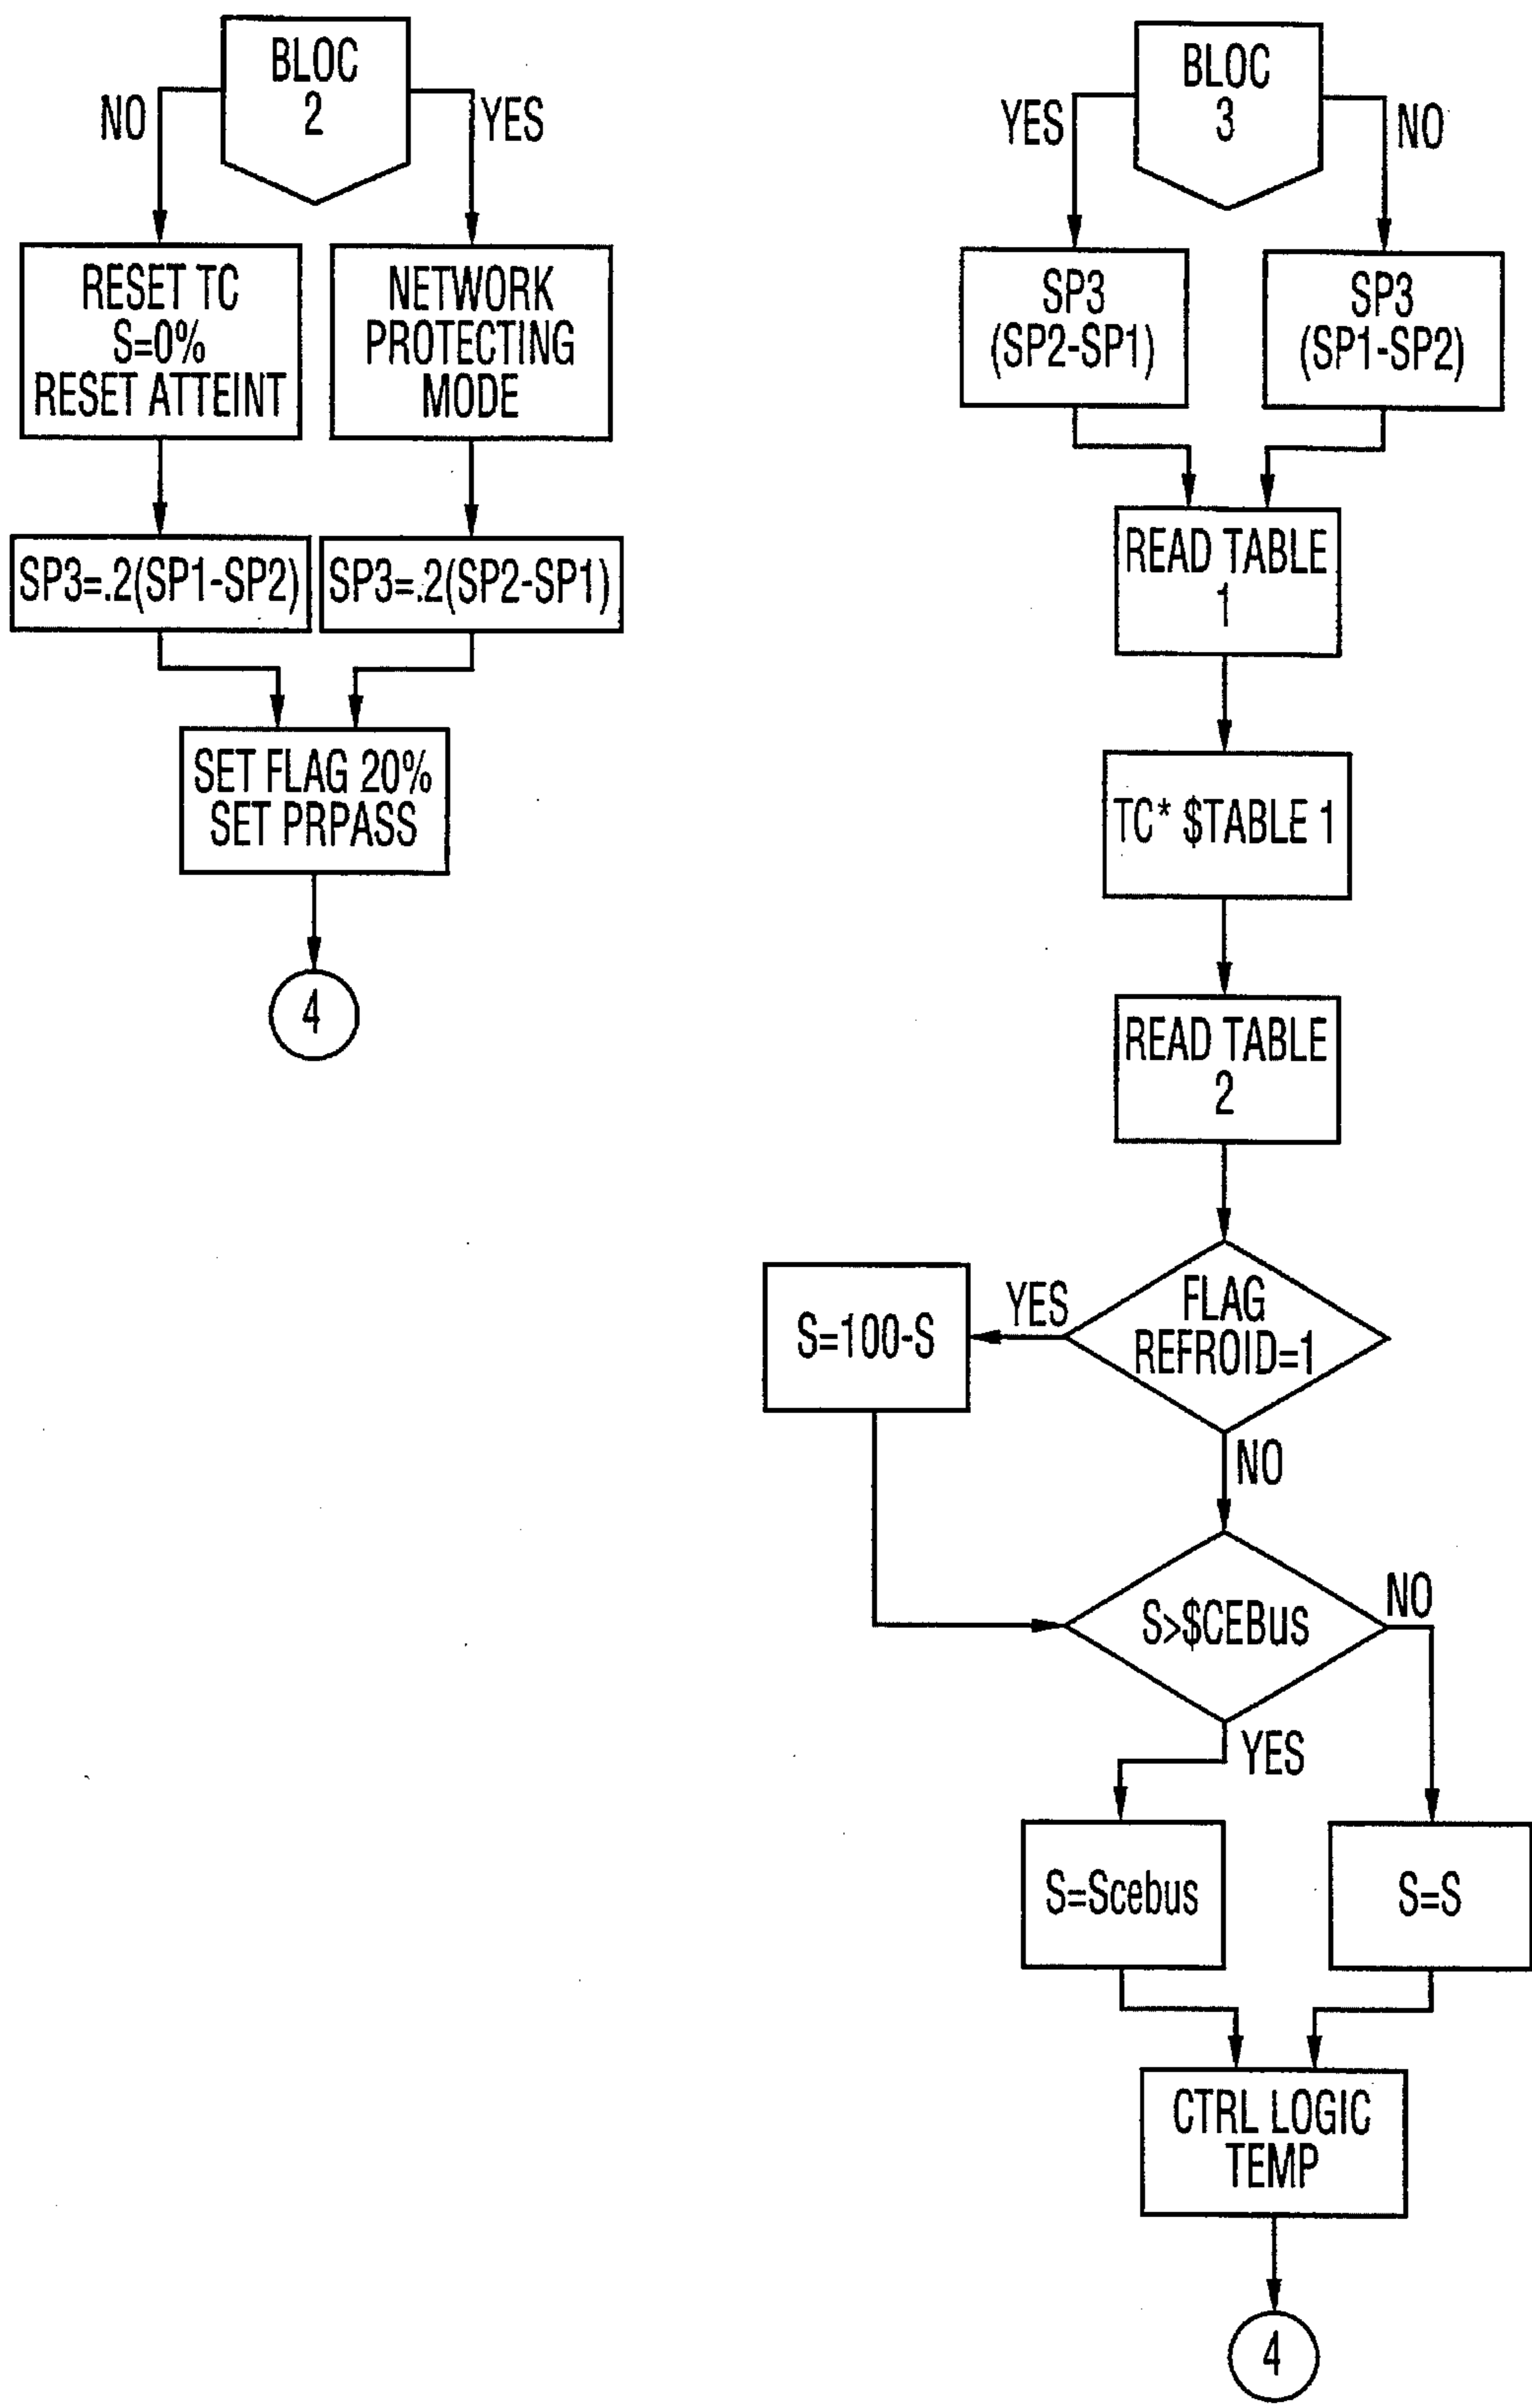 BLOC
2
NO
YES
RESET TC
S=0%
RESET ATTEINT
NETWORK
PROTECTING
MODE
SP3=.2(SP1-SP2)
SP3=.2(SP2-SP1)
SET FLAG 20%
SET PRPASS
4
BLOC
3
YES
NO
SP3
(SP2-SP1)
SP3
(SP1-SP2)
READ TABLE
1
TC* $TABLE 1
READ TABLE
2
FLAG
REFROID=1
YES
S=100-S
NO
S>$CEBus
NO
YES
S=Scebus
S=S
CTRL LOGIC
TEMP
4